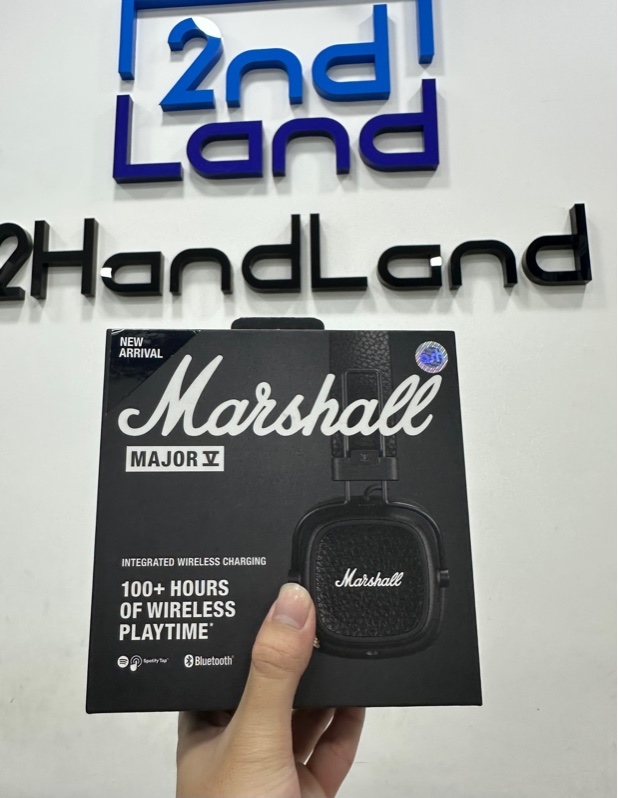 2nd
Land
2HandLand
NEW
ARRIVAL
Marshall
MAJOR V
Marshall
INTEGRATED WIRELESS CHARGING
100+ HOURS
OF WIRELESS
PLAYTIME*
Spotify Tap
Bluetooth®